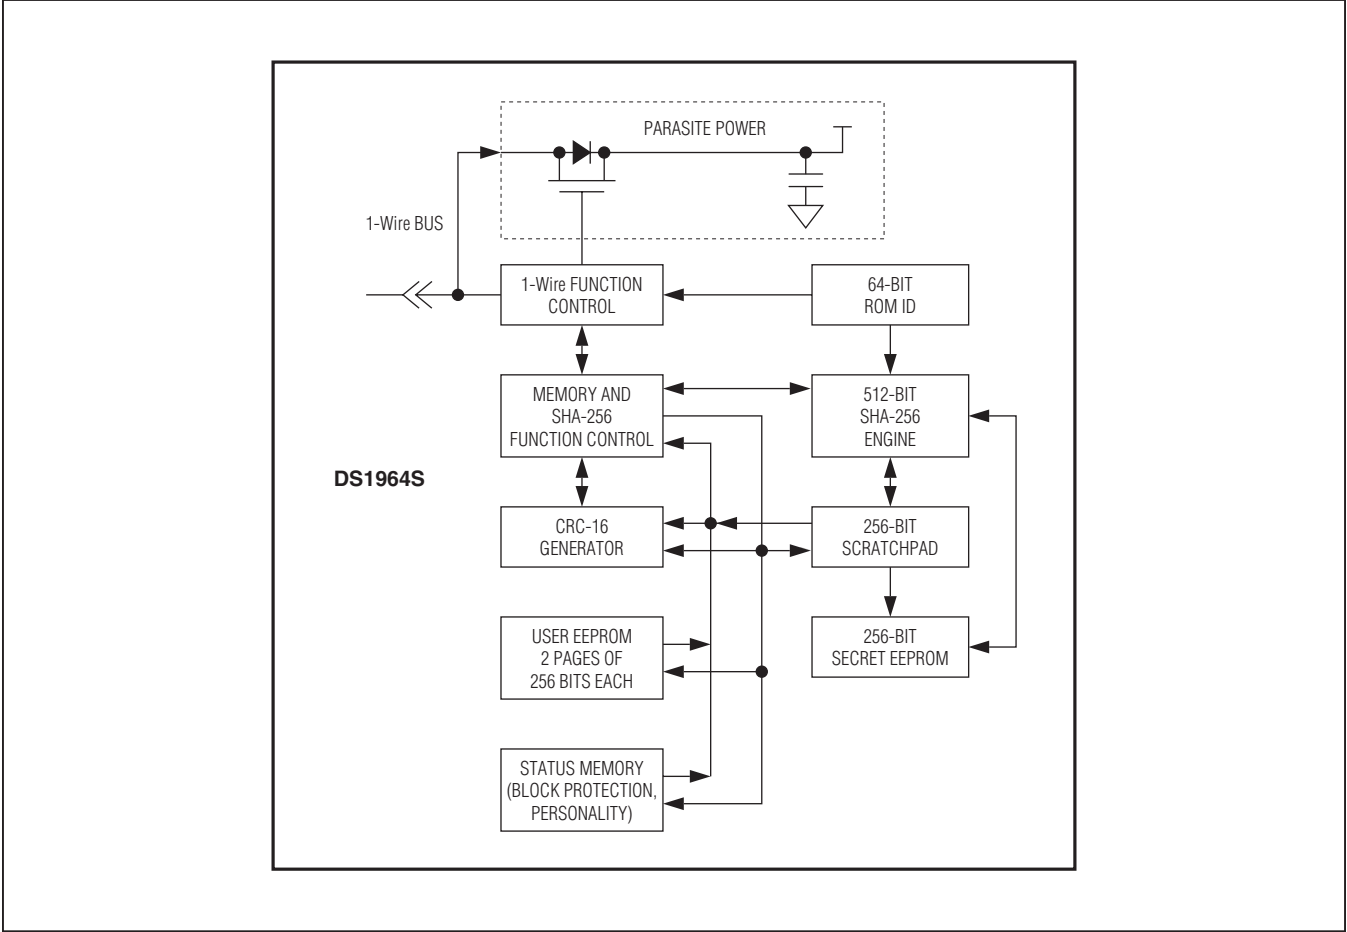 PARASITE POWER
1-Wire BUS
1-Wire FUNCTION
CONTROL
64-BIT
ROM ID
MEMORY AND
SHA-256
FUNCTION CONTROL
512-BIT
SHA-256
ENGINE
DS1964S
CRC-16
GENERATOR
256-BIT
SCRATCHPAD
USER EEPROM
2 PAGES OF
256 BITS EACH
256-BIT
SECRET EEPROM
STATUS MEMORY
(BLOCK PROTECTION,
PERSONALITY)